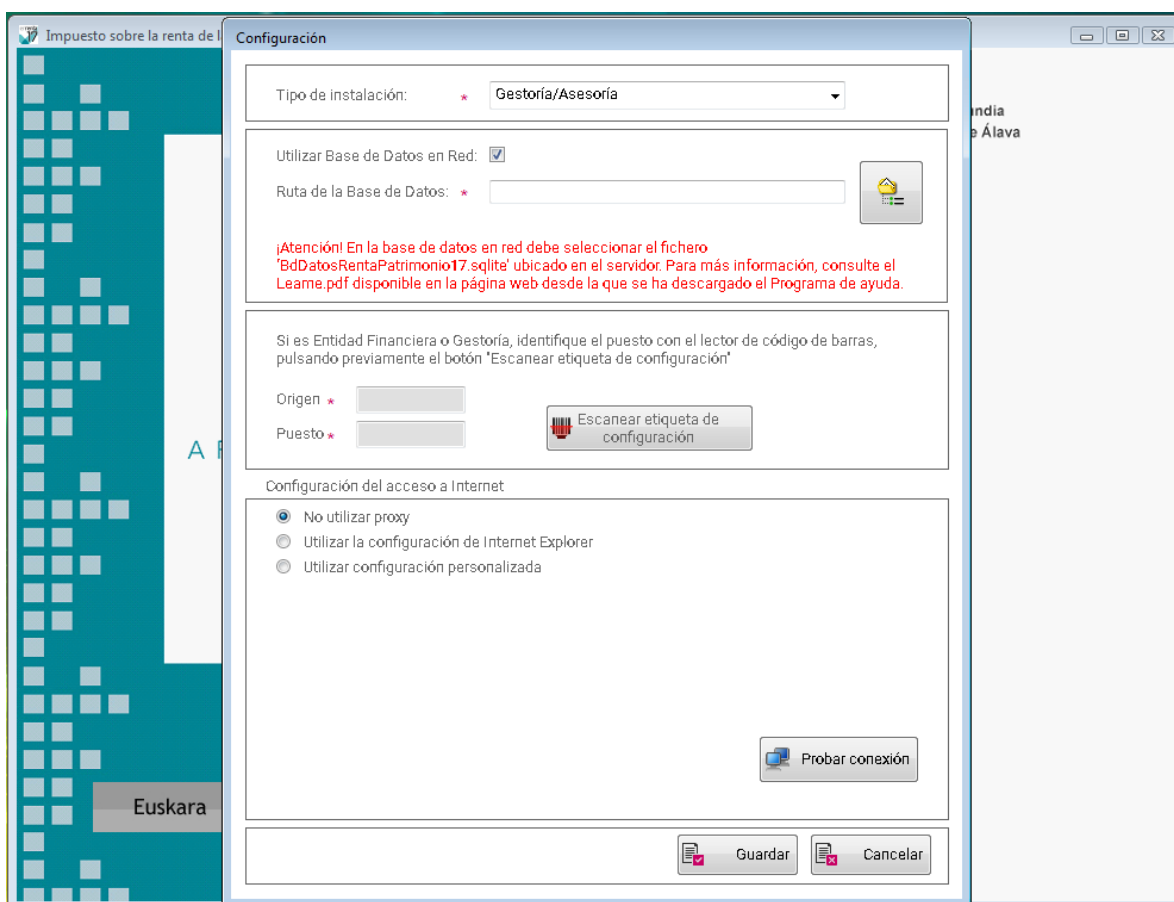 Impuesto sobre la renta de l
Configuración
Tipo de instalación: * Gestoría/Asesoría
Utilizar Base de Datos en Red:
Ruta de la Base de Datos: *
¡Atención! En la base de datos en red debe seleccionar el fichero
'BdDatosRentaPatrimonio17.sqlite' ubicado en el servidor. Para más información, consulte el
Leame.pdf disponible en la página web desde la que se ha descargado el Programa de ayuda.
Si es Entidad Financiera o Gestoría, identifique el puesto con el lector de código de barras,
pulsando previamente el botón "Escanear etiqueta de configuración"
Origen *
Puesto *
Escanear etiqueta de
configuración
Configuración del acceso a Internet
No utilizar proxy
Utilizar la configuración de Internet Explorer
Utilizar configuración personalizada
Probar conexión
Guardar
Cancelar
Euskara
A
ndia
e Álava